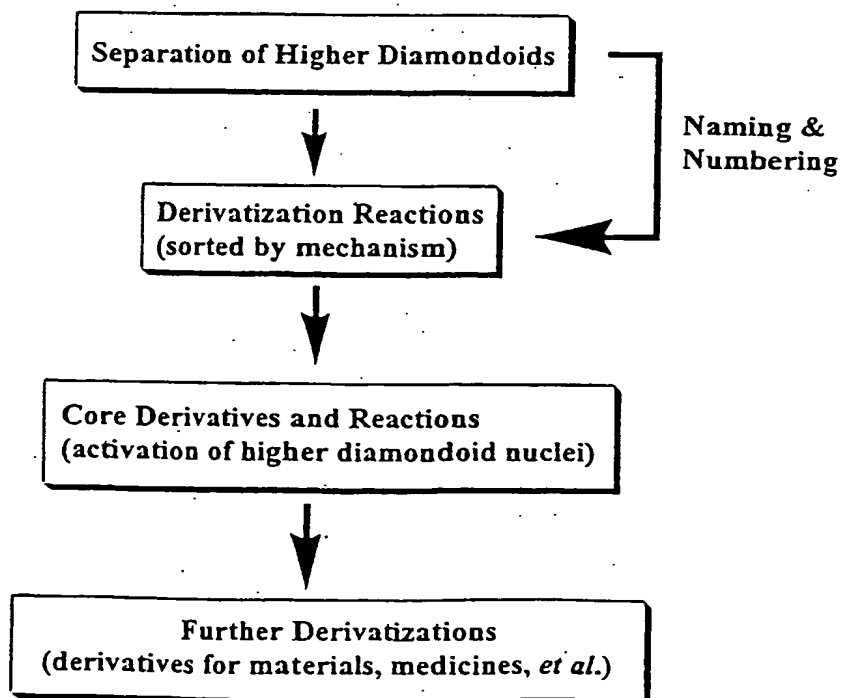 Separation of Higher Diamondoids
Naming &
Numbering
Derivatization Reactions
(sorted by mechanism)
Core Derivatives and Reactions
(activation of higher diamondoid nuclei)
Further Derivatizations
(derivatives for materials, medicines, et al.)